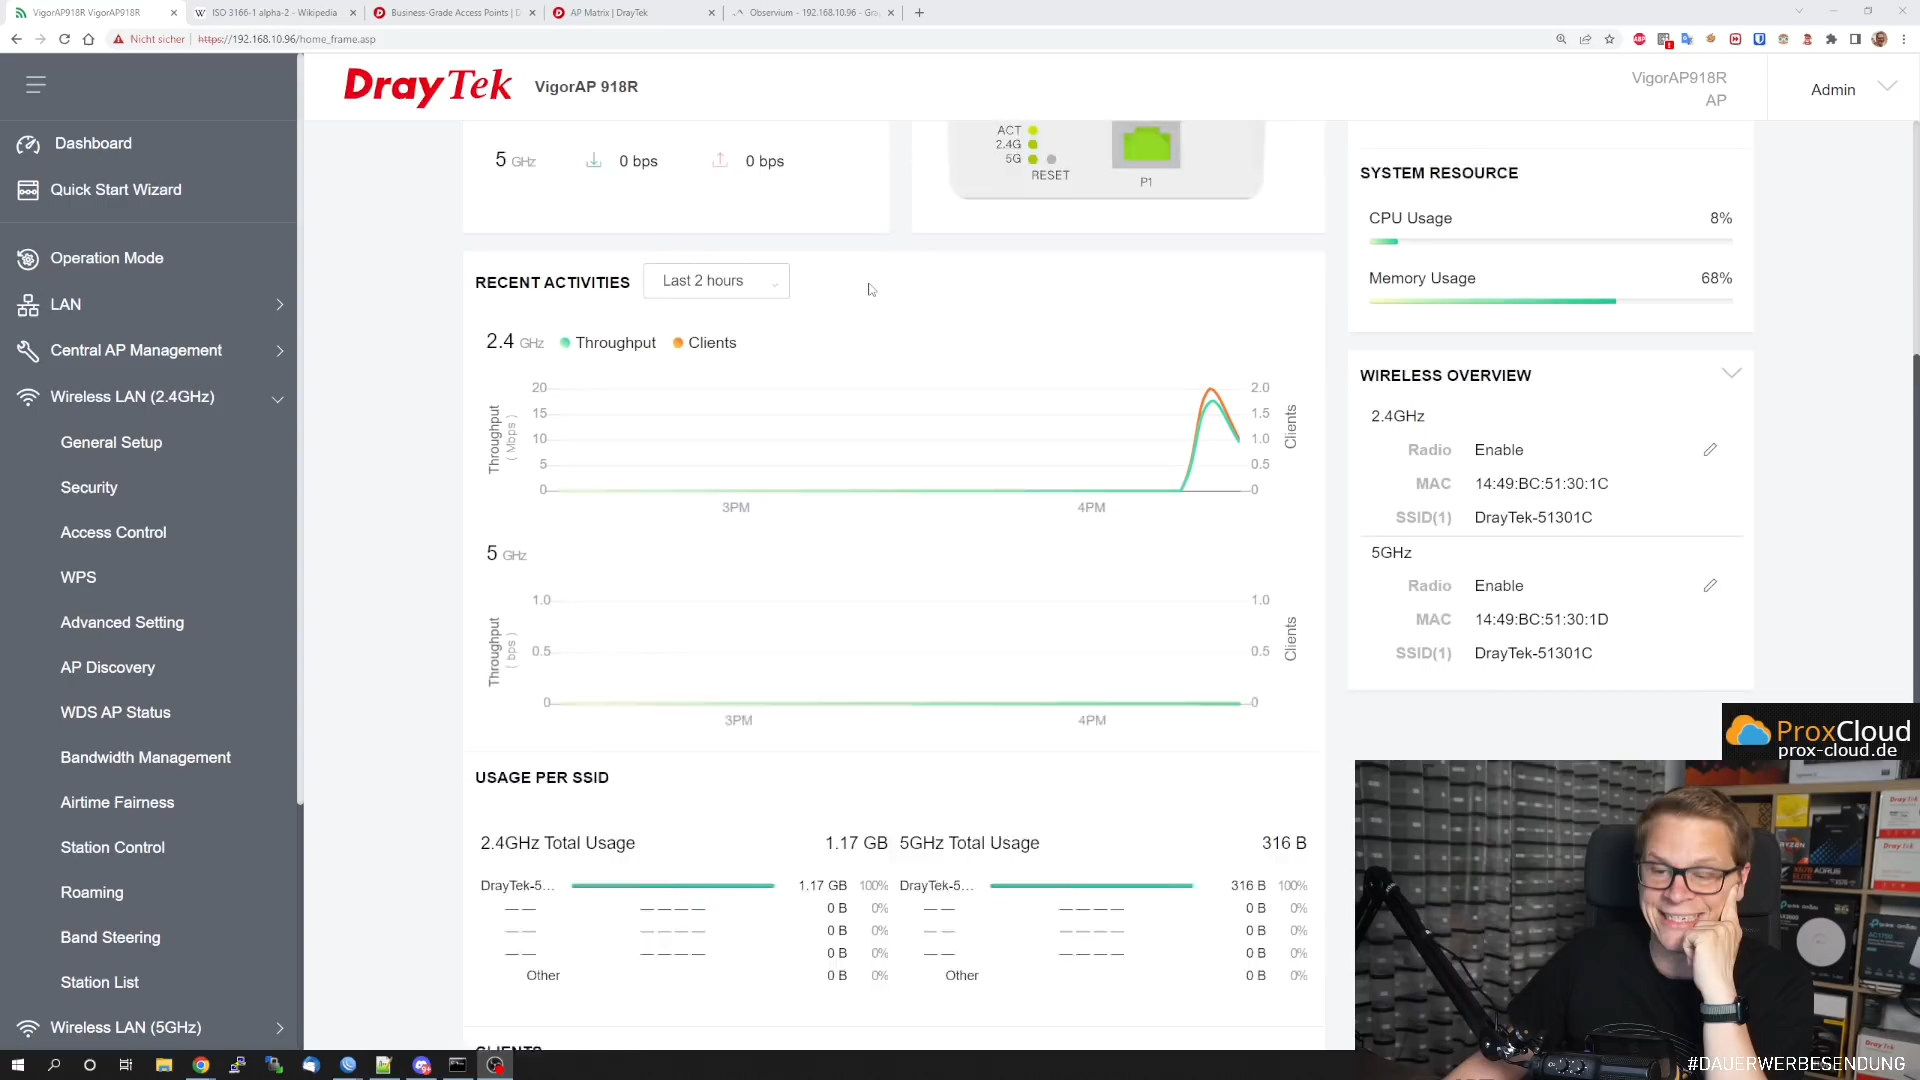 VigorAP918R VigorAP918R
ISO 3166-1 alpha-2 - Wikipedia
Business-Grade Access Points | D
AP Matrix | DrayTek
Observium - 192.168.10.96 - Gra
Nicht sicher
https://192.168.10.96/home_frame.asp
DrayTek
VigorAP 918R
VigorAP918R
AP
Admin
Dashboard
Quick Start Wizard
Operation Mode
LAN
Central AP Management
Wireless LAN (2.4GHz)
General Setup
Security
Access Control
WPS
Advanced Setting
AP Discovery
WDS AP Status
Bandwidth Management
Airtime Fairness
Station Control
Roaming
Band Steering
Station List
Wireless LAN (5GHz)
5 GHz 0 bps 0 bps
ACT
2.4G
5G
RESET
P1
RECENT ACTIVITIES Last 2 hours
2.4 GHz Throughput Clients
Throughput
( Mbps )
20
15
10
5
0
2.0
1.5
1.0
0.5
0
Clients
3PM 4PM
5 GHz
Throughput
( bps )
1.0
0.5
0
1.0
0.5
0
Clients
3PM 4PM
USAGE PER SSID
2.4GHz Total Usage 1.17 GB
DrayTek-5... 1.17 GB 100%
-- -- ---- 0 B 0%
-- -- ---- 0 B 0%
-- -- ---- 0 B 0%
Other 0 B 0%
5GHz Total Usage 316 B
DrayTek-5... 316 B 100%
-- -- ---- 0 B 0%
-- -- ---- 0 B 0%
-- -- ---- 0 B 0%
Other 0 B 0%
CLIENTS
SYSTEM RESOURCE
CPU Usage 8%
Memory Usage 68%
WIRELESS OVERVIEW
2.4GHz
Radio Enable
MAC 14:49:BC:51:30:1C
SSID(1) DrayTek-51301C
5GHz
Radio Enable
MAC 14:49:BC:51:30:1D
SSID(1) DrayTek-51301C
ProxCloud
prox-cloud.de
#DAUERWERBESENDUNG